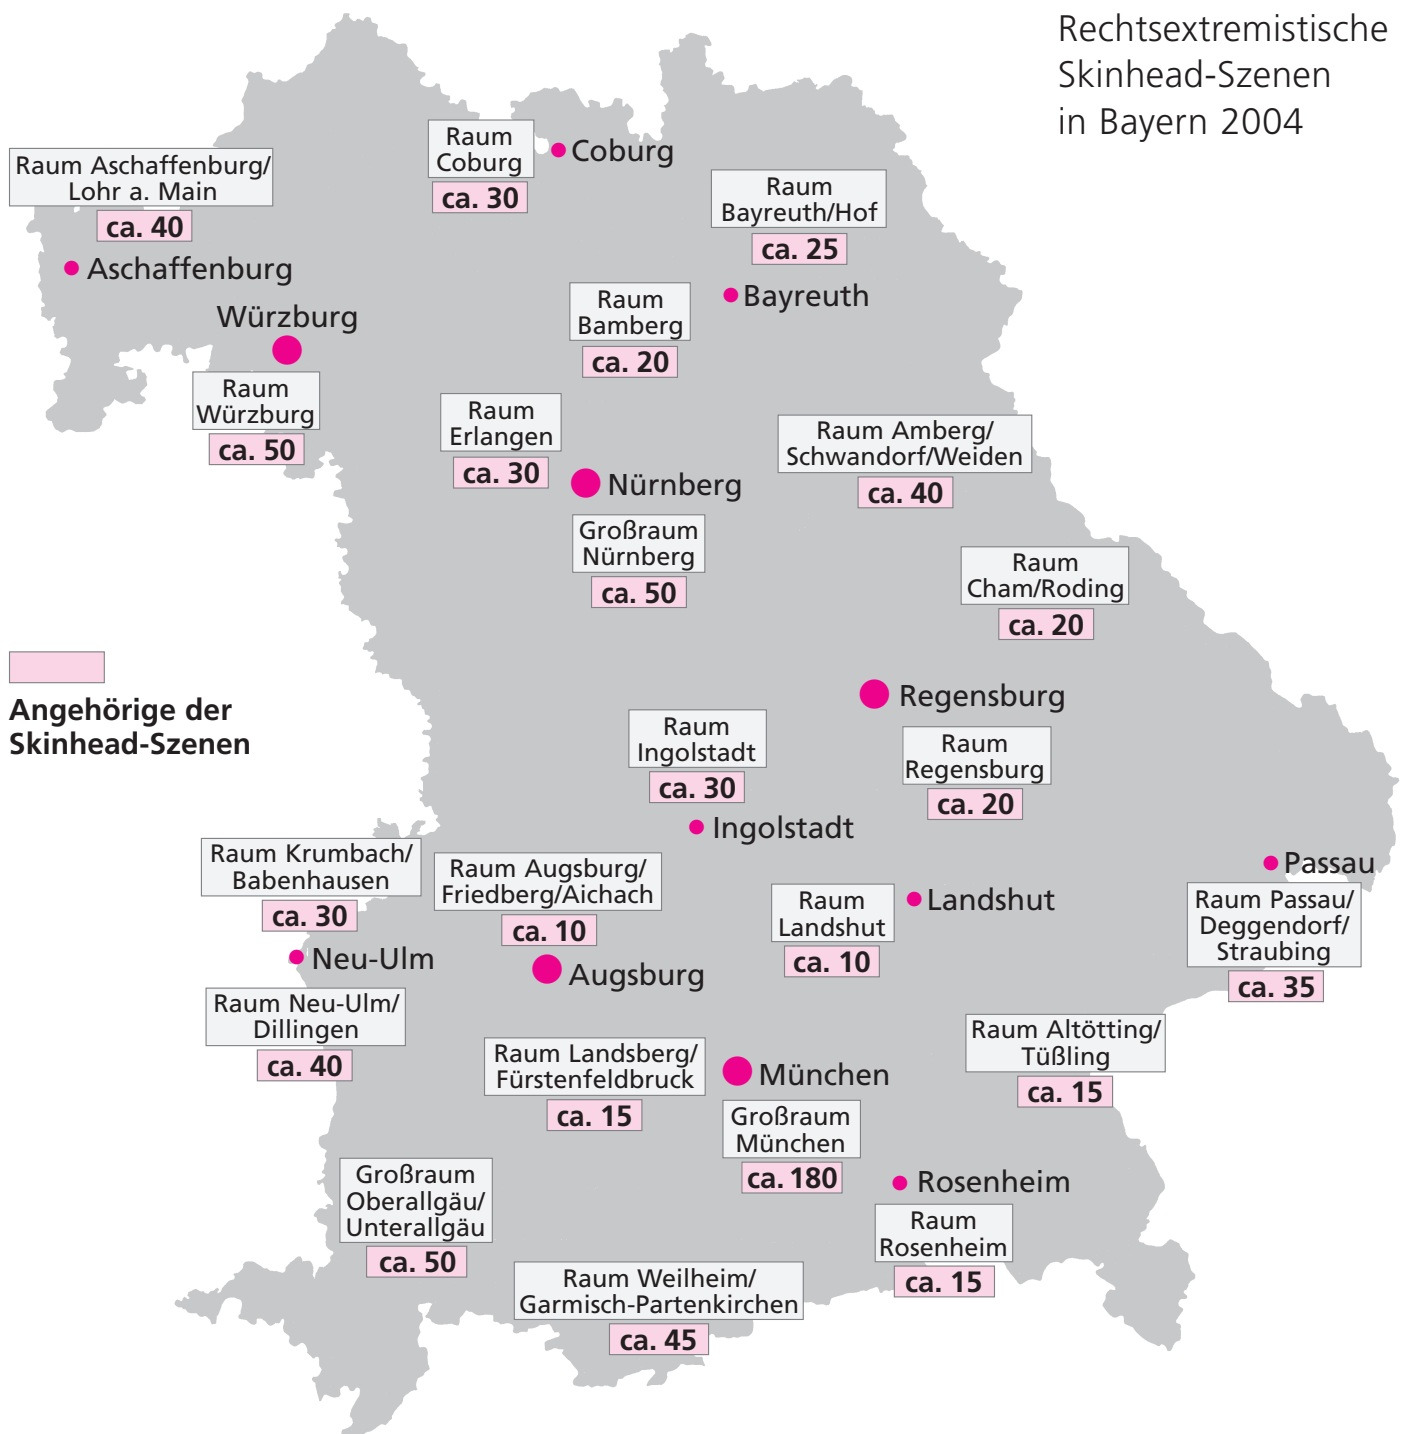 Rechtsextremistische
Skinhead-Szenen
in Bayern 2004
Raum
Coburg
ca. 30
Coburg
Raum Aschaffenburg/
Lohr a. Main
ca. 40
Aschaffenburg
Raum
Bayreuth/Hof
ca. 25
Bayreuth
Raum
Bamberg
ca. 20
Würzburg
Raum
Würzburg
ca. 50
Raum
Erlangen
ca. 30
Nürnberg
Großraum
Nürnberg
ca. 50
Raum Amberg/
Schwandorf/Weiden
ca. 40
Raum
Cham/Roding
ca. 20
Angehörige der
Skinhead-Szenen
Regensburg
Raum
Regensburg
ca. 20
Raum
Ingolstadt
ca. 30
Ingolstadt
Raum Krumbach/
Babenhausen
ca. 30
Neu-Ulm
Raum Neu-Ulm/
Dillingen
ca. 40
Raum Augsburg/
Friedberg/Aichach
ca. 10
Augsburg
Raum
Landshut
ca. 10
Landshut
Passau
Raum Passau/
Deggendorf/
Straubing
ca. 35
Raum Landsberg/
Fürstenfeldbruck
ca. 15
München
Großraum
München
ca. 180
Raum Altötting/
Tüßling
ca. 15
Großraum
Oberallgäu/
Unterallgäu
ca. 50
Rosenheim
Raum
Rosenheim
ca. 15
Raum Weilheim/
Garmisch-Partenkirchen
ca. 45